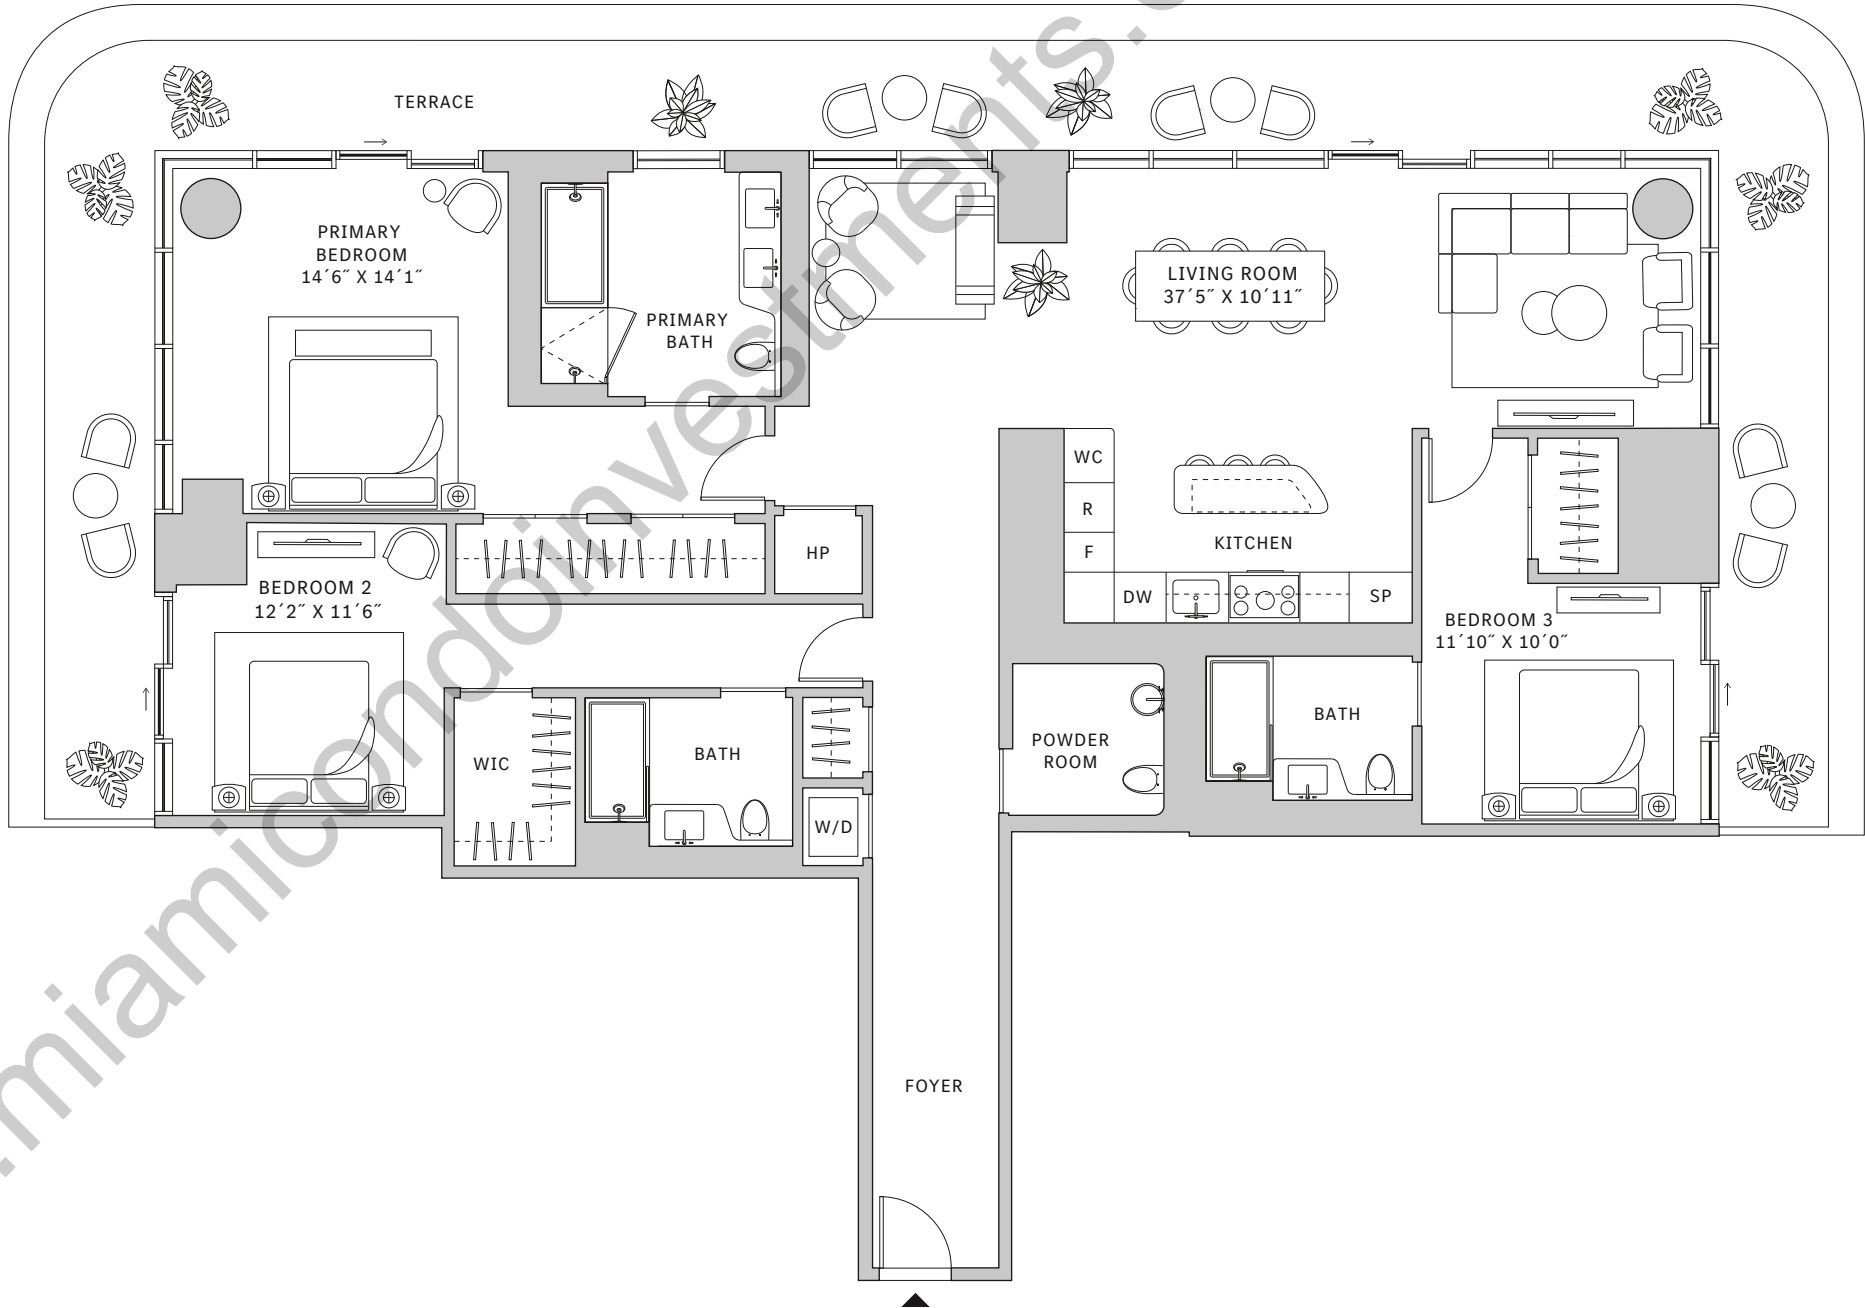 TERRACE
PRIMARY
BEDROOM
14´6˝ X 14´1˝
PRIMARY
BATH
LIVING ROOM
37´5˝ X 10´11˝
WC
R
F
KITCHEN
DW
SP
HP
BEDROOM 2
12´2˝ X 11´6˝
BEDROOM 3
11´10˝ X 10´0˝
WIC
BATH
W/D
POWDER
ROOM
BATH
FOYER
.miamicondoinvestments.